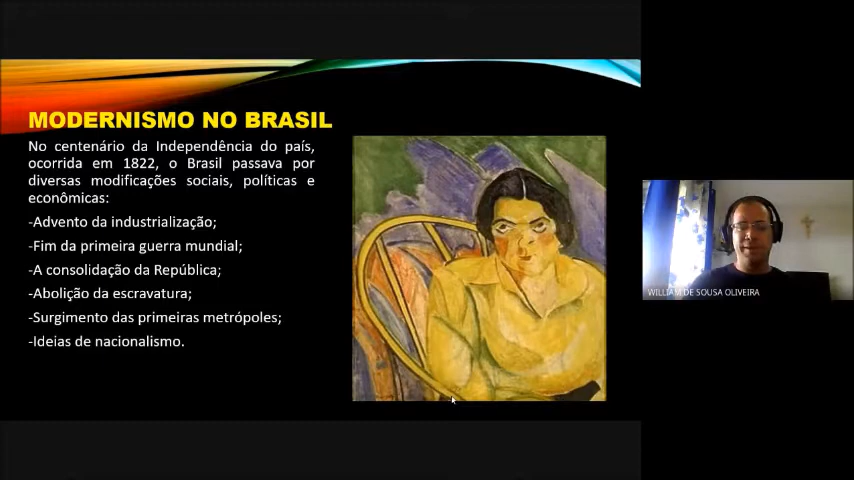 MODERNISMO NO BRASIL
No centenário da Independência do país,
ocorrida em 1822, o Brasil passava por
diversas modificações sociais, políticas e
econômicas:
-Advento da industrialização;
-Fim da primeira guerra mundial;
-A consolidação da República;
-Abolição da escravatura;
-Surgimento das primeiras metrópoles;
-Ideias de nacionalismo.
WILLIAM DE SOUSA OLIVEIRA